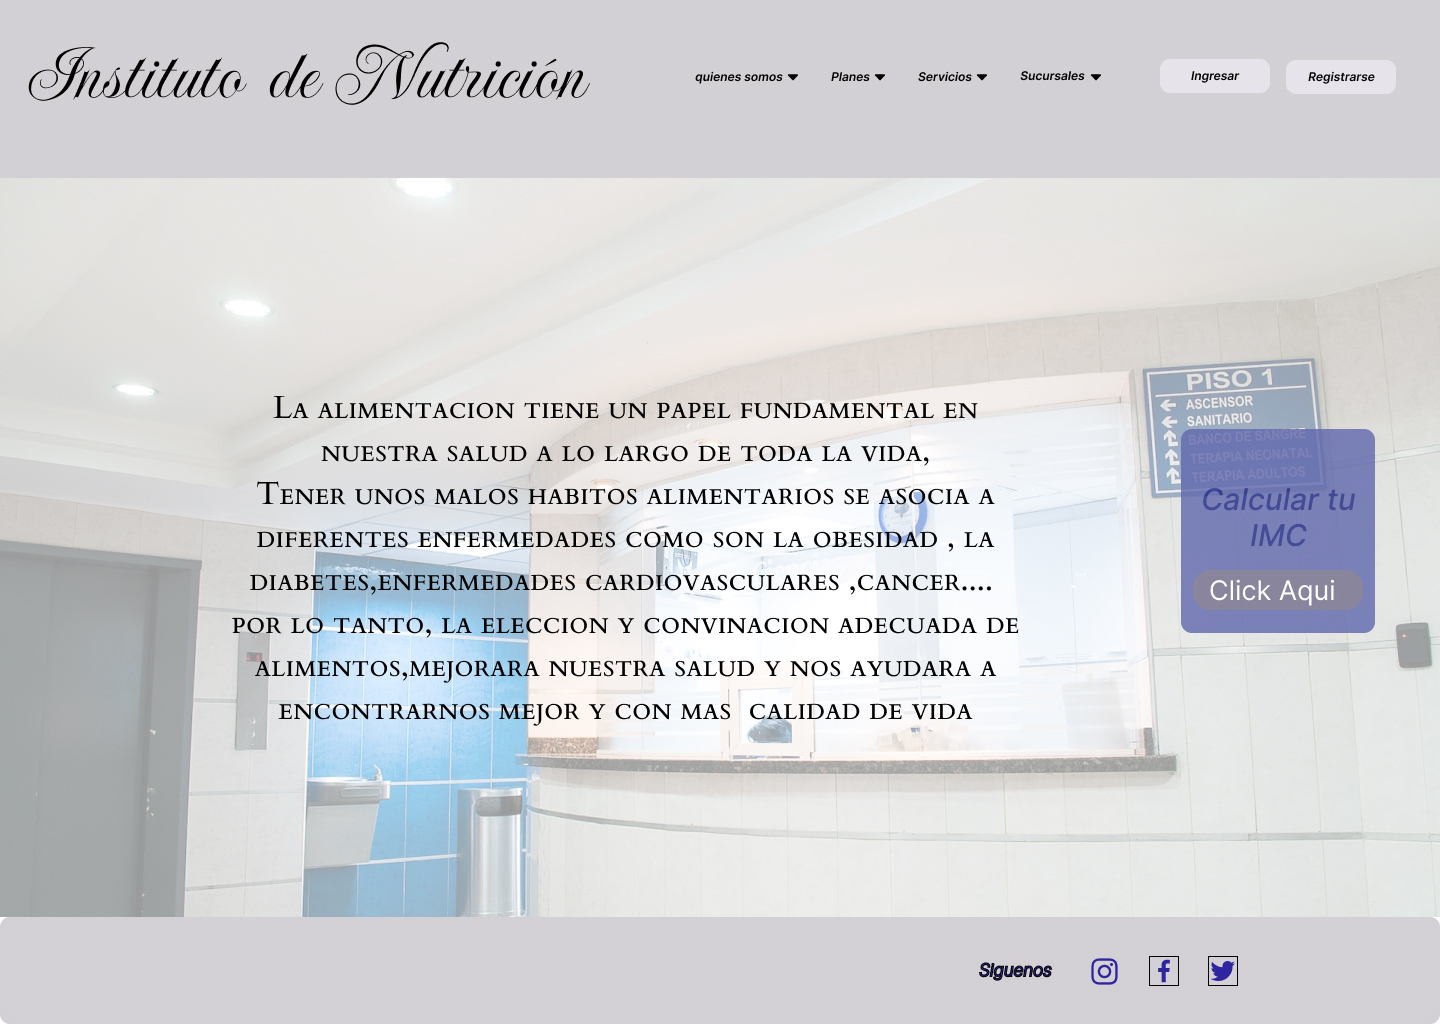 Instituto de Nutrición
quienes somos
Planes
Servicios
Sucursales
Ingresar
Registrarse
La alimentacion tiene un papel fundamental en
nuestra salud a lo largo de toda la vida,
Tener unos malos habitos alimentarios se asocia a
diferentes enfermedades como son la obesidad , la
diabetes,enfermedades cardiovasculares ,cancer....
por lo tanto, la eleccion y convinacion adecuada de
alimentos,mejorara nuestra salud y nos ayudara a
encontrarnos mejor y con mas  calidad de vida
PISO 1
ASCENSOR
SANITARIO
BANCO DE SANGRE
TERAPIA NEONATAL
TERAPIA ADULTOS
Calcular tu
IMC
Click Aqui
Siguenos